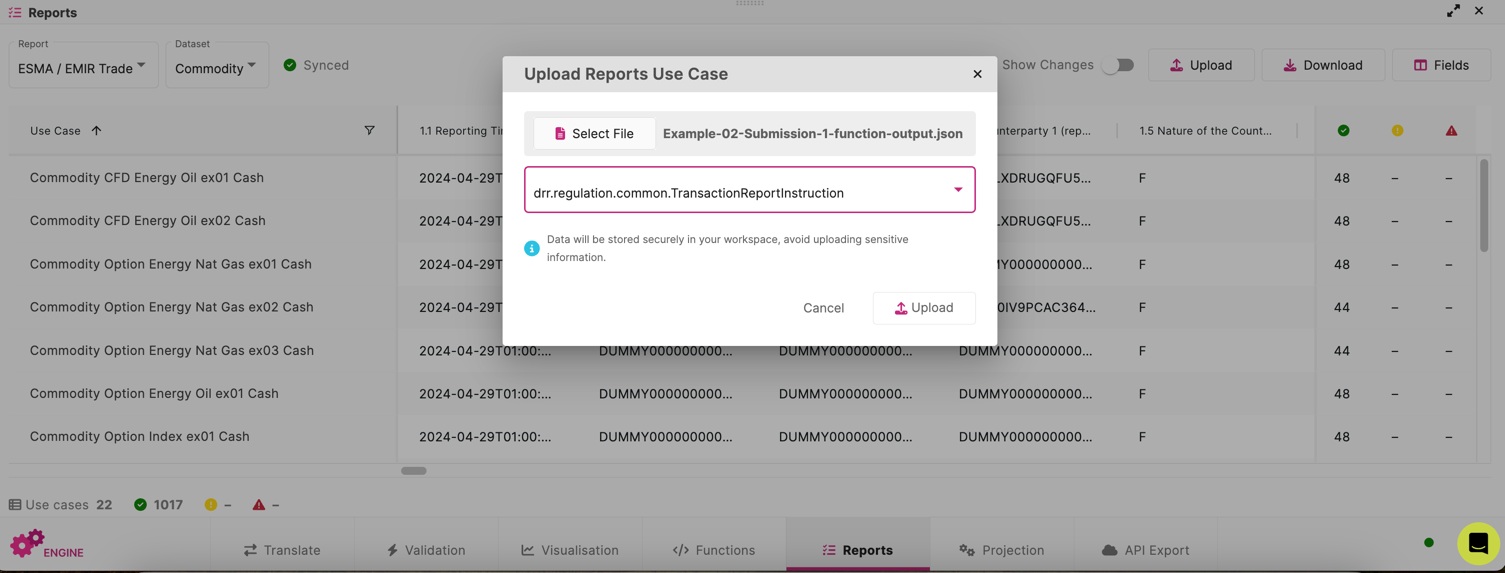 Reports
Report
ESMA / EMIR Trade
Dataset
Commodity
Synced
Show Changes
Upload
Download
Fields
Upload Reports Use Case
Select File
Example-02-Submission-1-function-output.json
drr.regulation.common.TransactionReportInstruction
Data will be stored securely in your workspace, avoid uploading sensitive
information.
Cancel
Upload
Use Case
1.1 Reporting Ti
nterparty 1 (rep...
1.5 Nature of the Count...
Commodity CFD Energy Oil ex01 Cash
2024-04-29T
LXDRUGQFU5...
F
48
–
–
Commodity CFD Energy Oil ex02 Cash
2024-04-29T
LXDRUGQFU5...
F
48
–
–
Commodity Option Energy Nat Gas ex01 Cash
2024-04-29T
MY000000000...
F
48
–
–
Commodity Option Energy Nat Gas ex02 Cash
2024-04-29T
0IV9PCAC364...
F
44
–
–
Commodity Option Energy Nat Gas ex03 Cash
2024-04-29T01:00:...
DUMMY000000000...
DUMMY000000000...
DUMMY000000000...
F
44
–
–
Commodity Option Energy Oil ex01 Cash
2024-04-29T01:00:...
DUMMY000000000...
DUMMY000000000...
DUMMY000000000...
F
48
–
–
Commodity Option Index ex01 Cash
2024-04-29T01:00:...
DUMMY000000000...
DUMMY000000000...
DUMMY000000000...
F
48
–
–
Use cases 22
1017
–
–
ENGINE
Translate
Validation
Visualisation
Functions
Reports
Projection
API Export